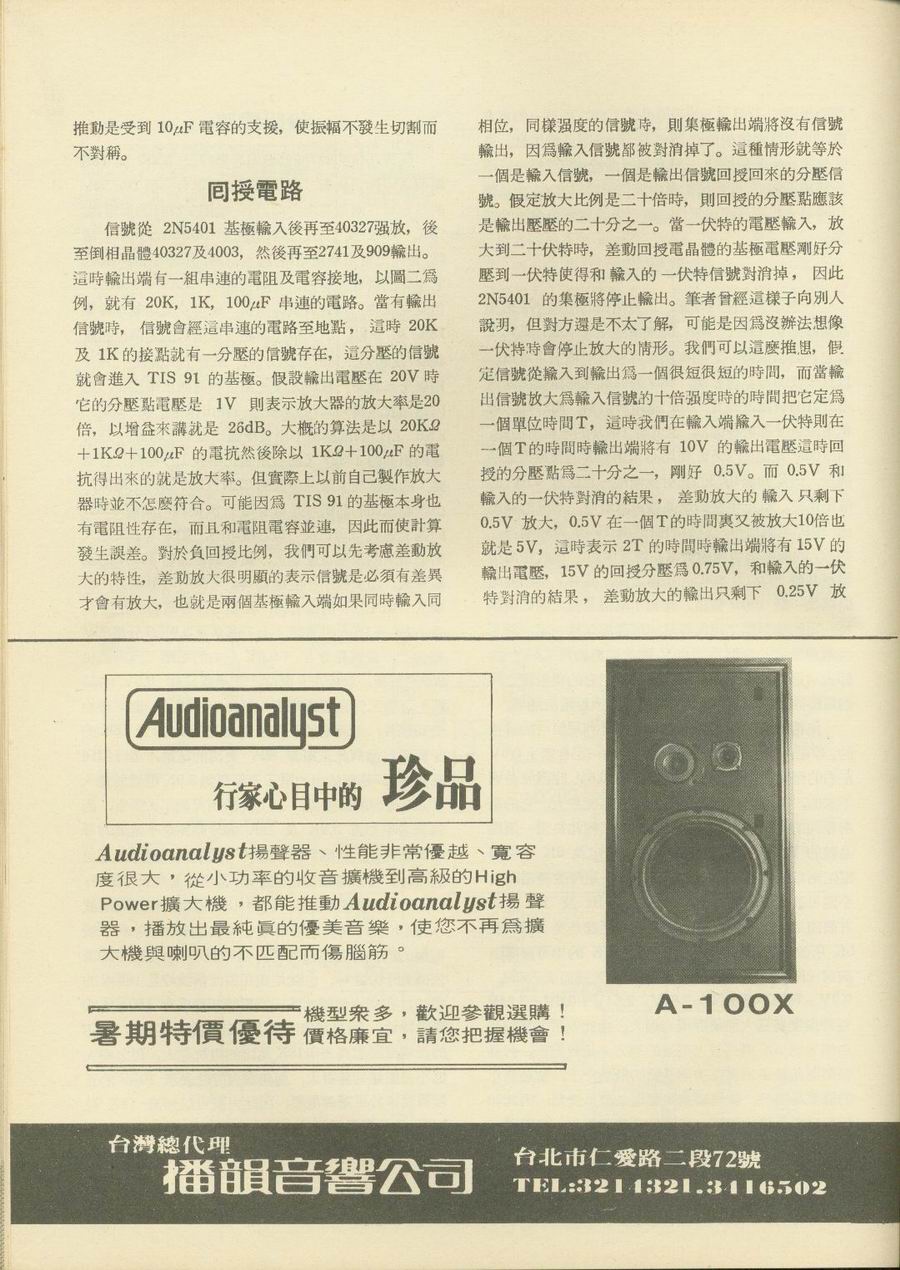 推動是受到 10μF 電容的支援，使振幅不發生切割而
不對稱。
回授電路
信號從 2N5401 基極輸入後再至40327强放，後
至倒相晶體40327及4003，然後再至2741及909輸出。
這時輸出端有一組串連的電阻及電容接地，以圖二爲
例，就有 20K，1K，100μF 串連的電路。當有輸出
信號時，信號會經這串連的電路至地點，這時 20K
及 1K的接點就有一分壓的信號存在，這分壓的信號
就會進入 TIS 91 的基極。假設輸出電壓在 20V 時
它的分壓點電壓是 1V 則表示放大器的放大率是20
倍，以增益來講就是 26dB。大概的算法是以 20KΩ
＋1KΩ＋100μF 的電抗然後除以 1KΩ＋100μF 的電
抗得出來的就是放大率。但實際上以前自己製作放大
器時並不怎麼符合。可能因爲 TIS 91 的基極本身也
有電阻性存在，而且和電阻電容並連，因此而使計算
發生誤差。對於負回授比例，我們可以先考慮差動放
大的特性，差動放大很明顯的表示信號是必須有差異
才會有放大，也就是兩個基極輸入端如果同時輸入同
相位，同樣强度的信號時，則集極輸出端將沒有信號
輸出，因爲輸入信號都被對消掉了。這種情形就等於
一個是輸入信號，一個是輸出信號回授回來的分壓信
號。假定放大比例是二十倍時，則回授的分壓點應該
是輸出壓壓的二十分之一。當一伏特的電壓輸入，放
大到二十伏特時，差動回授電晶體的基極電壓剛好分
壓到一伏特使得和輸入的一伏特信號對消掉，因此
2N5401 的集極將停止輸出。筆者曾經這樣子向別人
說明，但對方還是不太了解，可能是因爲沒辦法想像
一伏特時會停止放大的情形。我們可以這麼推想，假
定信號從輸入到輸出爲一個很短很短的時間，而當輸
出信號放大爲輸入信號的十倍强度時的時間把它定爲
一個單位時間T，這時我們在輸入端輸入一伏特則在
一個T的時間時輸出端將有 10V 的輸出電壓這時回
授的分壓點爲二十分之一，剛好 0.5V。而 0.5V 和
輸入的一伏特對消的結果，差動放大的輸入只剩下
0.5V 放大，0.5V 在一個T的時間裏又被放大10倍也
就是5V，這時表示 2T 的時間時輸出端將有 15V 的
輸出電壓，15V 的回授分壓爲0.75V，和輸入的一伏
特對消的結果，差動放大的輸出只剩下 0.25V 放
Audioanalyst
行家心目中的 珍品
Audioanalyst揚聲器、性能非常優越、寬容
度很大，從小功率的收音擴機到高級的High
Power擴大機，都能推動Audioanalyst揚聲
器，播放出最純眞的優美音樂，使您不再爲擴
大機與喇叭的不匹配而傷腦筋。
A-100X
暑期特價優待
機型衆多，歡迎參觀選購！
價格廉宜，請您把握機會！
台灣總代理
播韻音響公司
台北市仁愛路二段72號
TEL:3214321.3416502